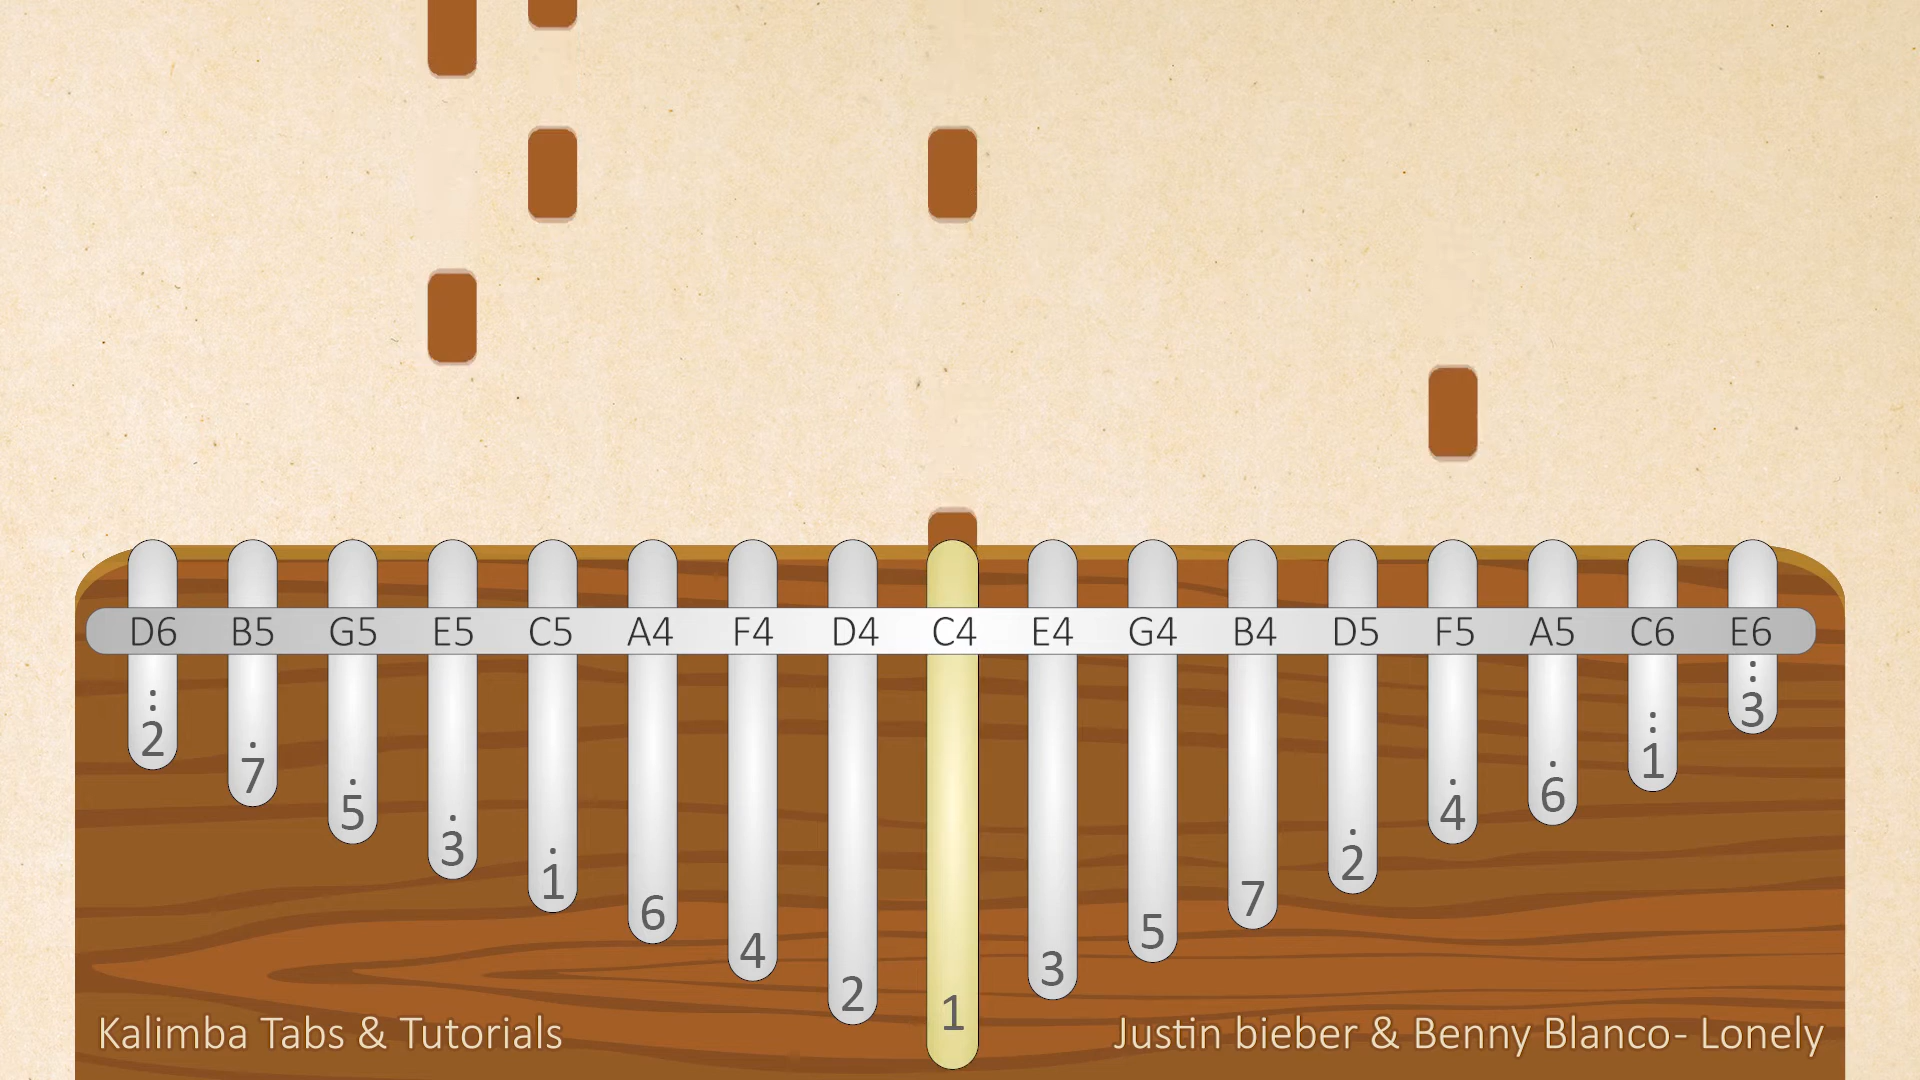 D6 B5 G5 E5 C5 A4 F4 D4 C4 E4 G4 B4 D5 F5 A5 C6 E6
2 7 5 3 1 6 4 2 1 3 5 7 2 4 6 1 3
Kalimba Tabs & Tutorials
Justin bieber & Benny Blanco- Lonely